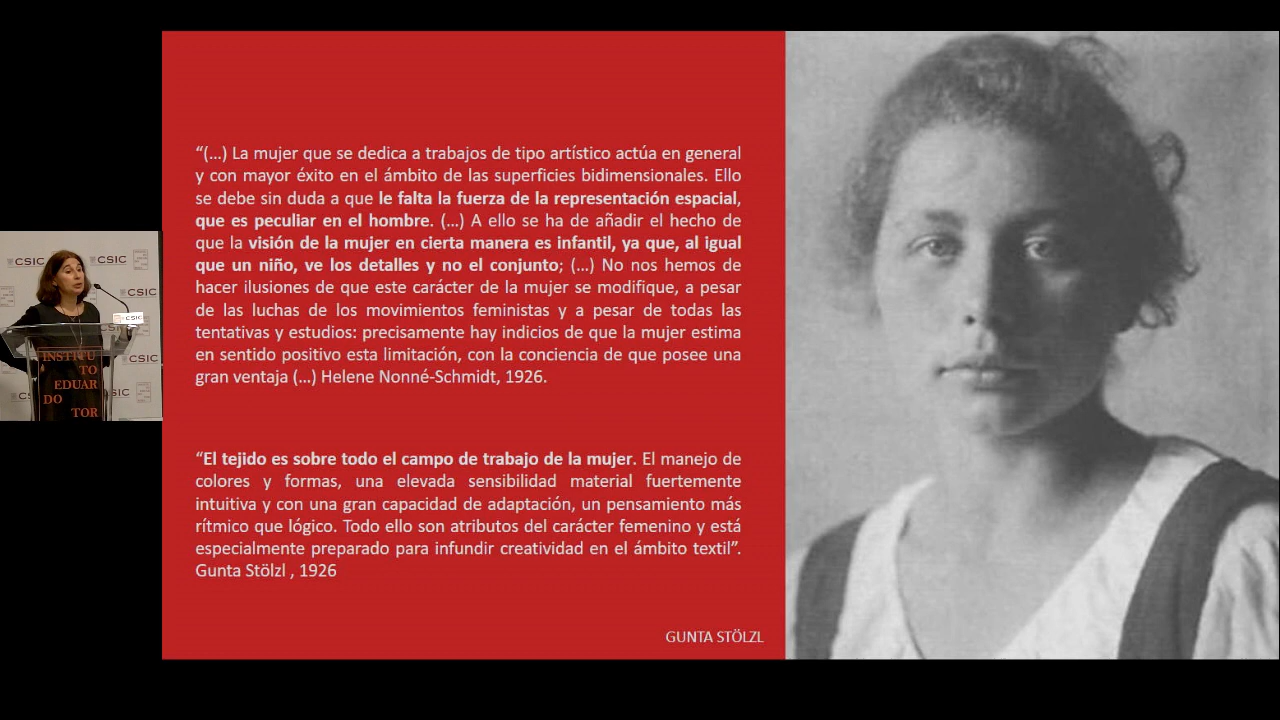 “(…) La mujer que se dedica a trabajos de tipo artístico actúa en general
y con mayor éxito en el ámbito de las superficies bidimensionales. Ello
se debe sin duda a que le falta la fuerza de la representación espacial,
que es peculiar en el hombre. (…) A ello se ha de añadir el hecho de
que la visión de la mujer en cierta manera es infantil, ya que, al igual
que un niño, ve los detalles y no el conjunto; (…) No nos hemos de
hacer ilusiones de que este carácter de la mujer se modifique, a pesar
de las luchas de los movimientos feministas y a pesar de todas las
tentativas y estudios: precisamente hay indicios de que la mujer estima
en sentido positivo esta limitación, con la conciencia de que posee una
gran ventaja (…) Helene Nonné-Schmidt, 1926.
“El tejido es sobre todo el campo de trabajo de la mujer. El manejo de
colores y formas, una elevada sensibilidad material fuertemente
intuitiva y con una gran capacidad de adaptación, un pensamiento más
rítmico que lógico. Todo ello son atributos del carácter femenino y está
especialmente preparado para infundir creatividad en el ámbito textil”.
Gunta Stölzl , 1926
GUNTA STÖLZL
CSIC
CSIC
CSIC
CSIC
CSIC
SIC
INSTITU
TO
EDUAR
DO
TOR